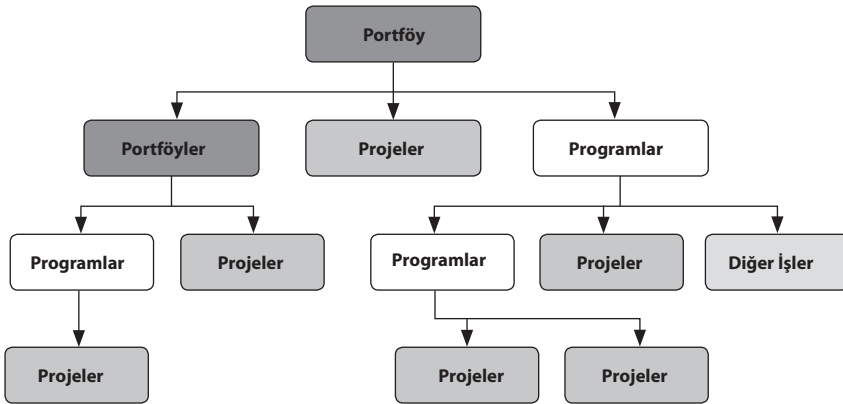 Portföy
Portföyler
Projeler
Programlar
Programlar
Projeler
Programlar
Projeler
Diğer İşler
Projeler
Projeler
Projeler